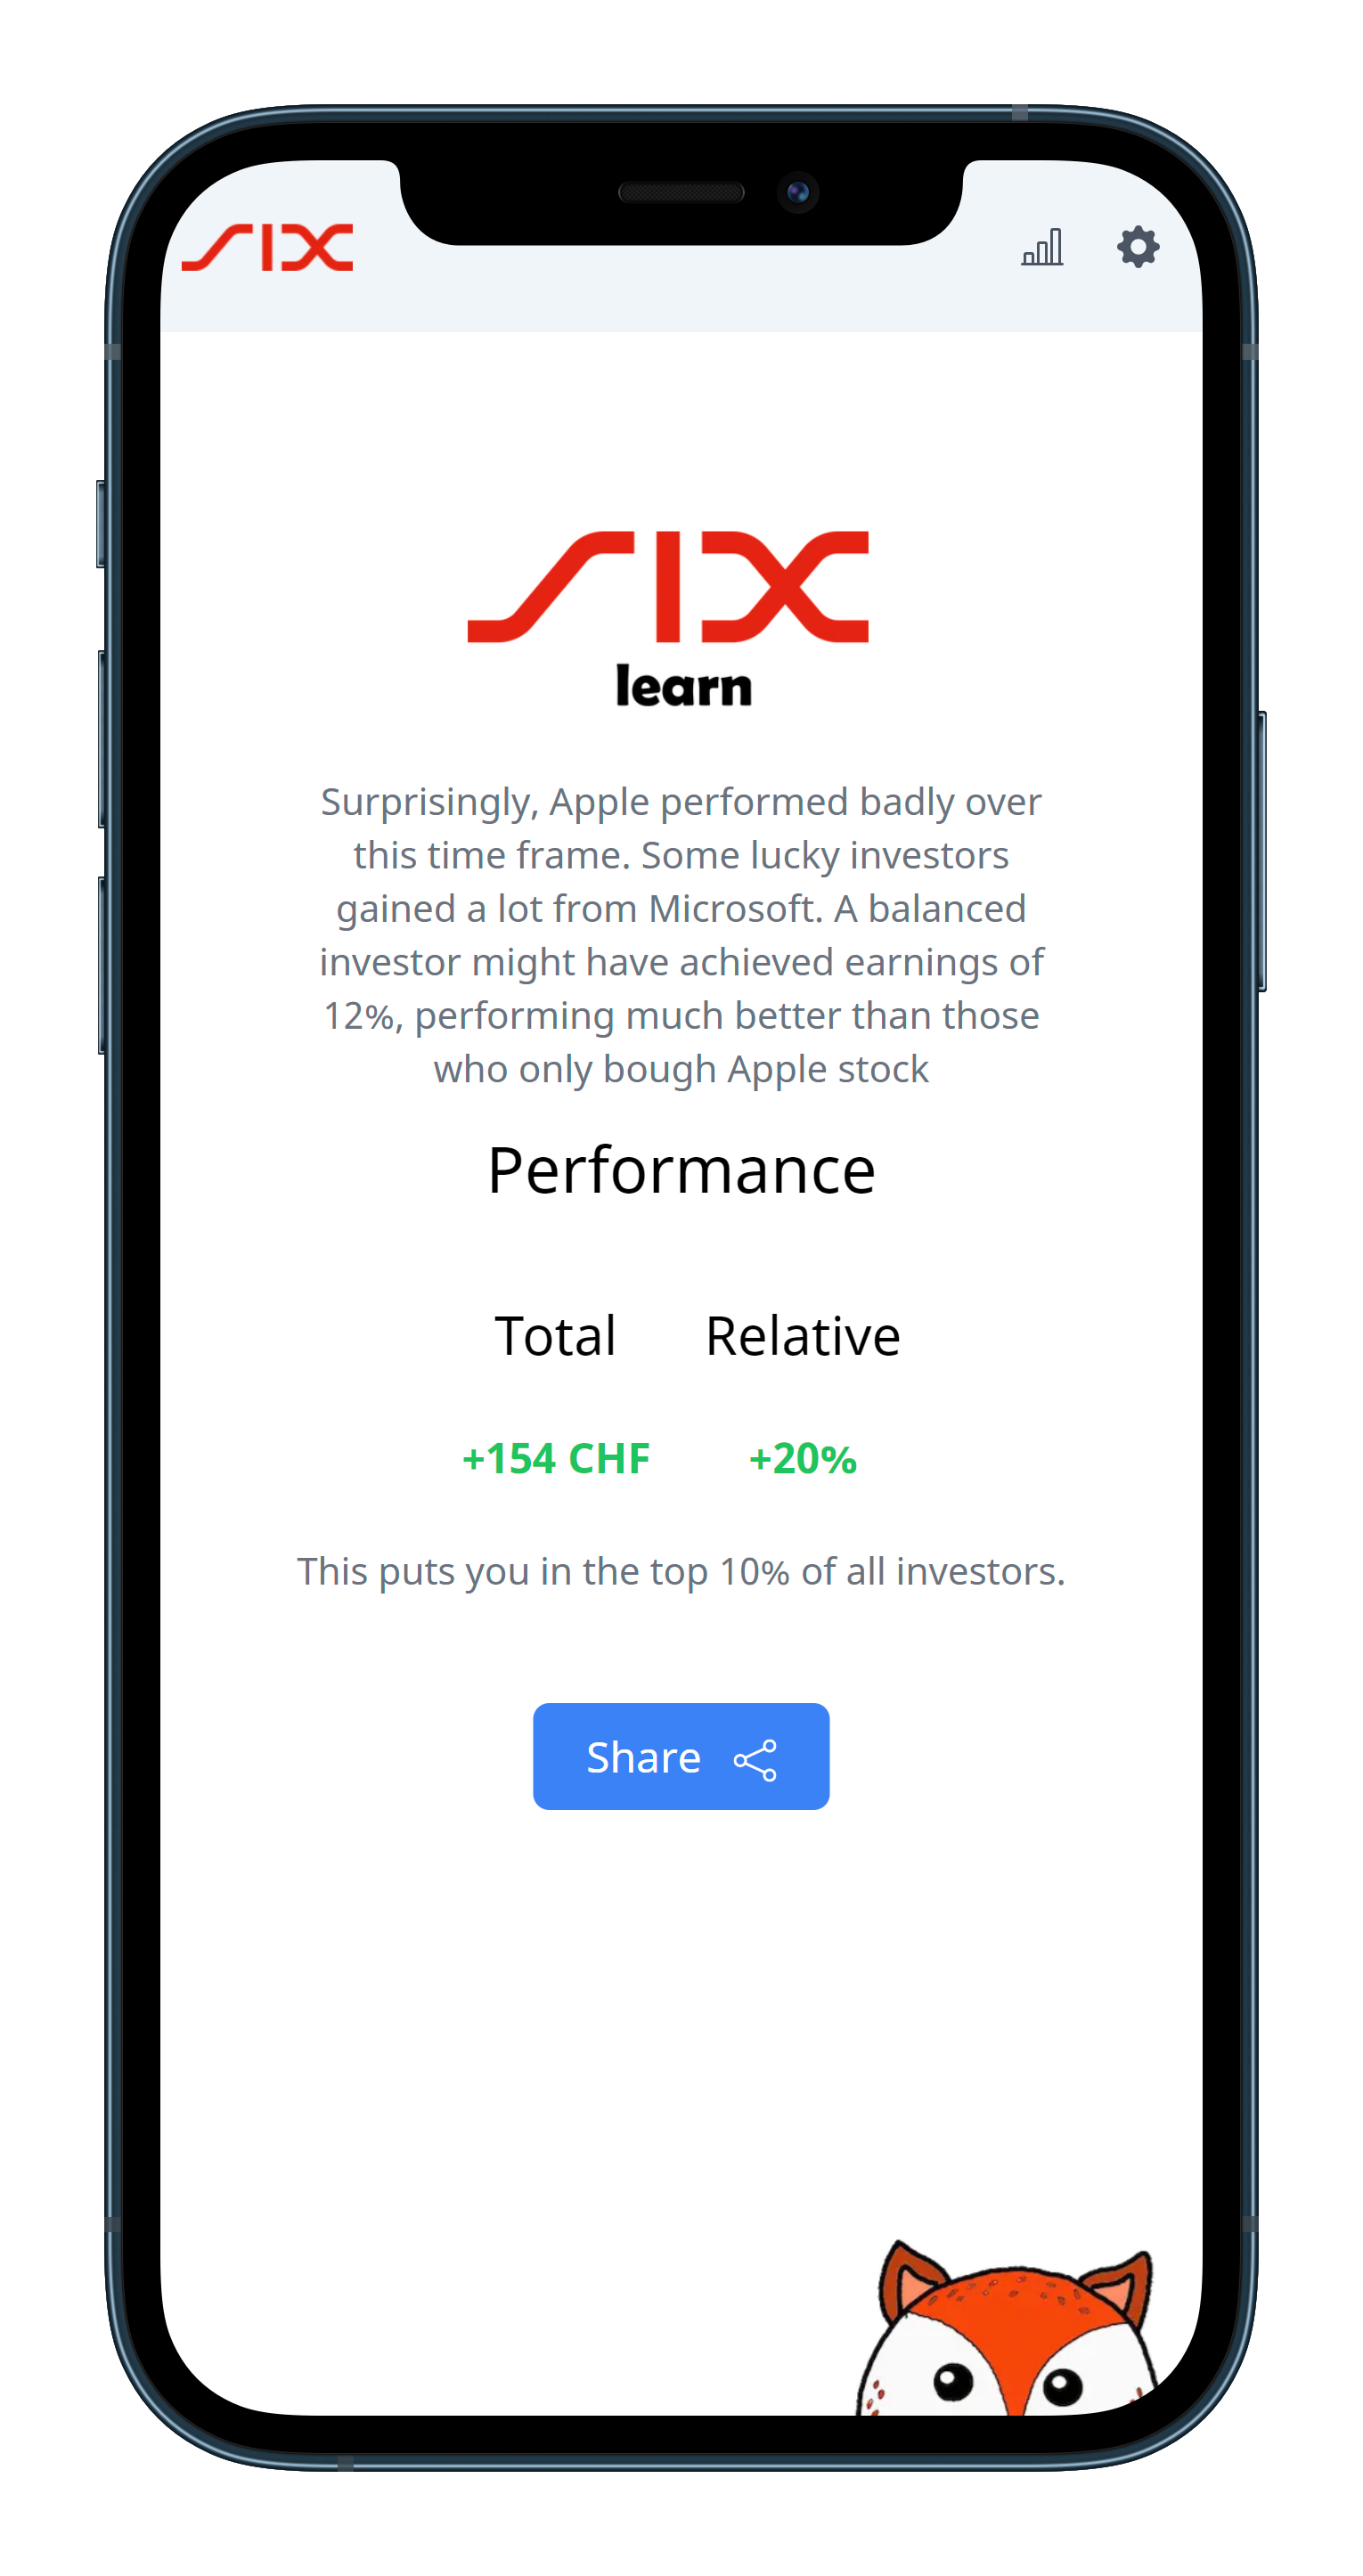 SIX
SIX
learn
Surprisingly, Apple performed badly over
this time frame. Some lucky investors
gained a lot from Microsoft. A balanced
investor might have achieved earnings of
12%, performing much better than those
who only bough Apple stock
Performance
Total Relative
+154 CHF +20%
This puts you in the top 10% of all investors.
Share